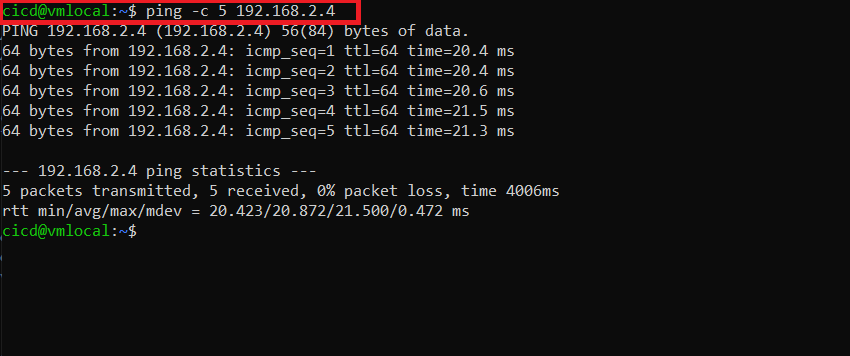 cicd@vmlocal:~$ ping -c 5 192.168.2.4
PING 192.168.2.4 (192.168.2.4) 56(84) bytes of data.
64 bytes from 192.168.2.4: icmp_seq=1 ttl=64 time=20.4 ms
64 bytes from 192.168.2.4: icmp_seq=2 ttl=64 time=20.4 ms
64 bytes from 192.168.2.4: icmp_seq=3 ttl=64 time=20.6 ms
64 bytes from 192.168.2.4: icmp_seq=4 ttl=64 time=21.5 ms
64 bytes from 192.168.2.4: icmp_seq=5 ttl=64 time=21.3 ms
--- 192.168.2.4 ping statistics ---
5 packets transmitted, 5 received, 0% packet loss, time 4006ms
rtt min/avg/max/mdev = 20.423/20.872/21.500/0.472 ms
cicd@vmlocal:~$